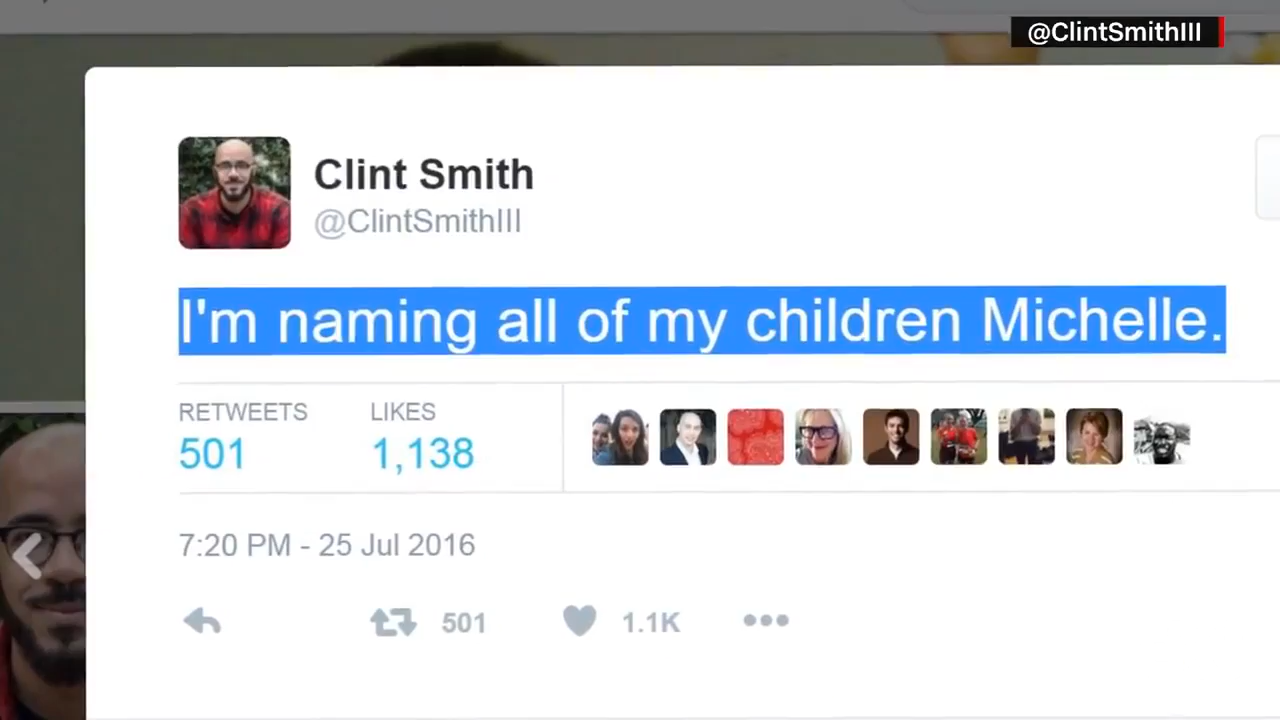 @ClintSmithIII
Clint Smith
@ClintSmithIII
I'm naming all of my children Michelle.
RETWEETS LIKES
501 1,138
7:20 PM - 25 Jul 2016
501 1.1K